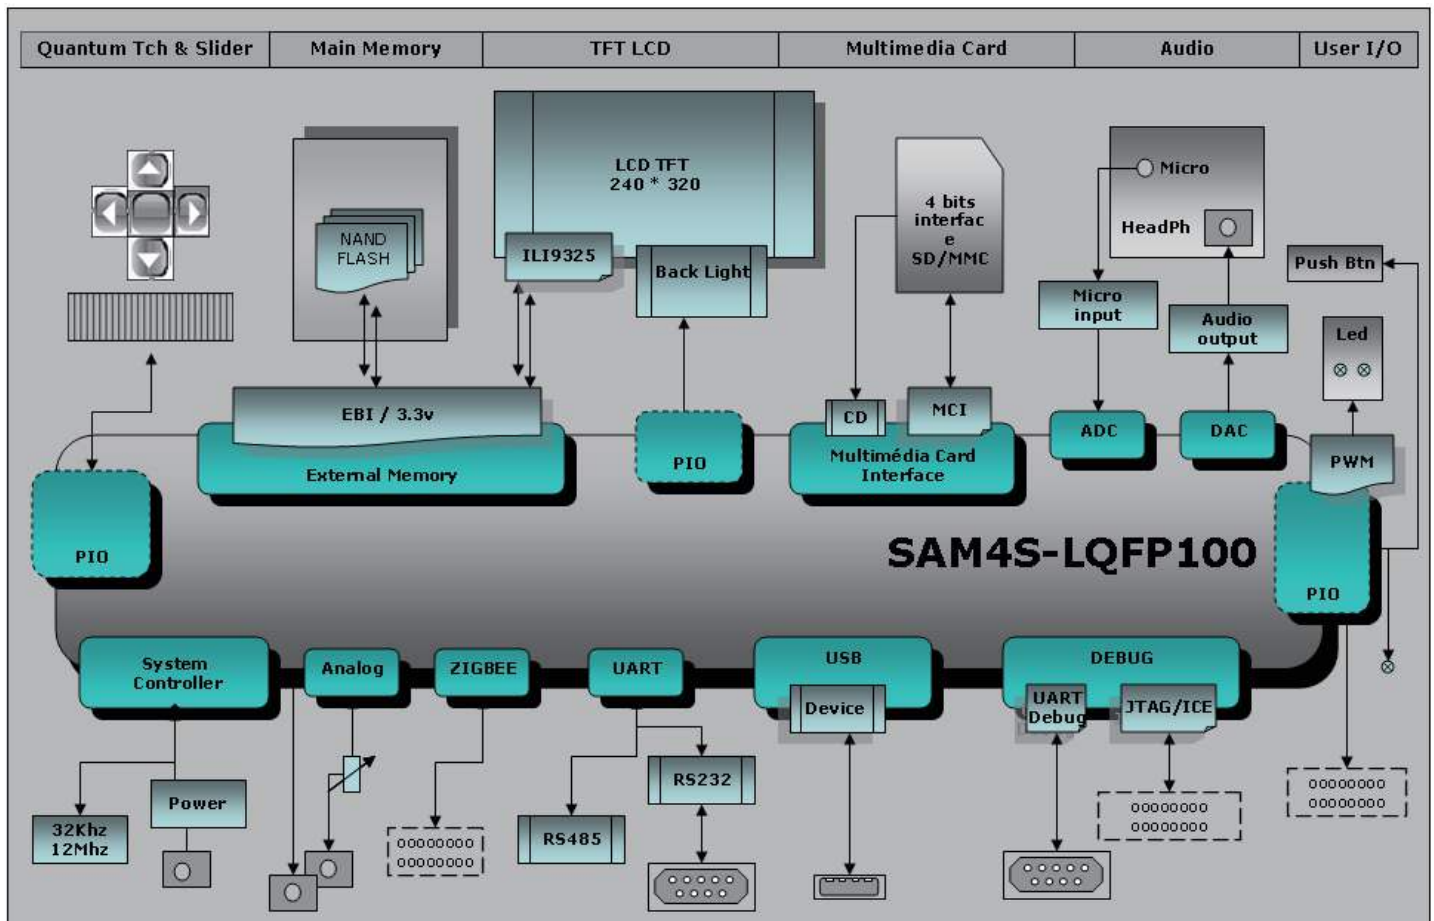 Quantum Tch & Slider
Main Memory
TFT LCD
Multimedia Card
Audio
User I/O
LCD TFT
240 * 320
ILI9325
Back Light
NAND
FLASH
4 bits
interfac
e
SD/MMC
Micro
HeadPh
Micro
input
Audio
output
Push Btn
Led
EBI / 3.3v
External Memory
PIO
CD
MCI
Multimédia Card
Interface
ADC
DAC
PWM
PIO
SAM4S-LQFP100
PIO
System
Controller
Analog
ZIGBEE
UART
USB
Device
DEBUG
UART
Debug
JTAG/ICE
Power
32Khz
12Mhz
RS232
RS485